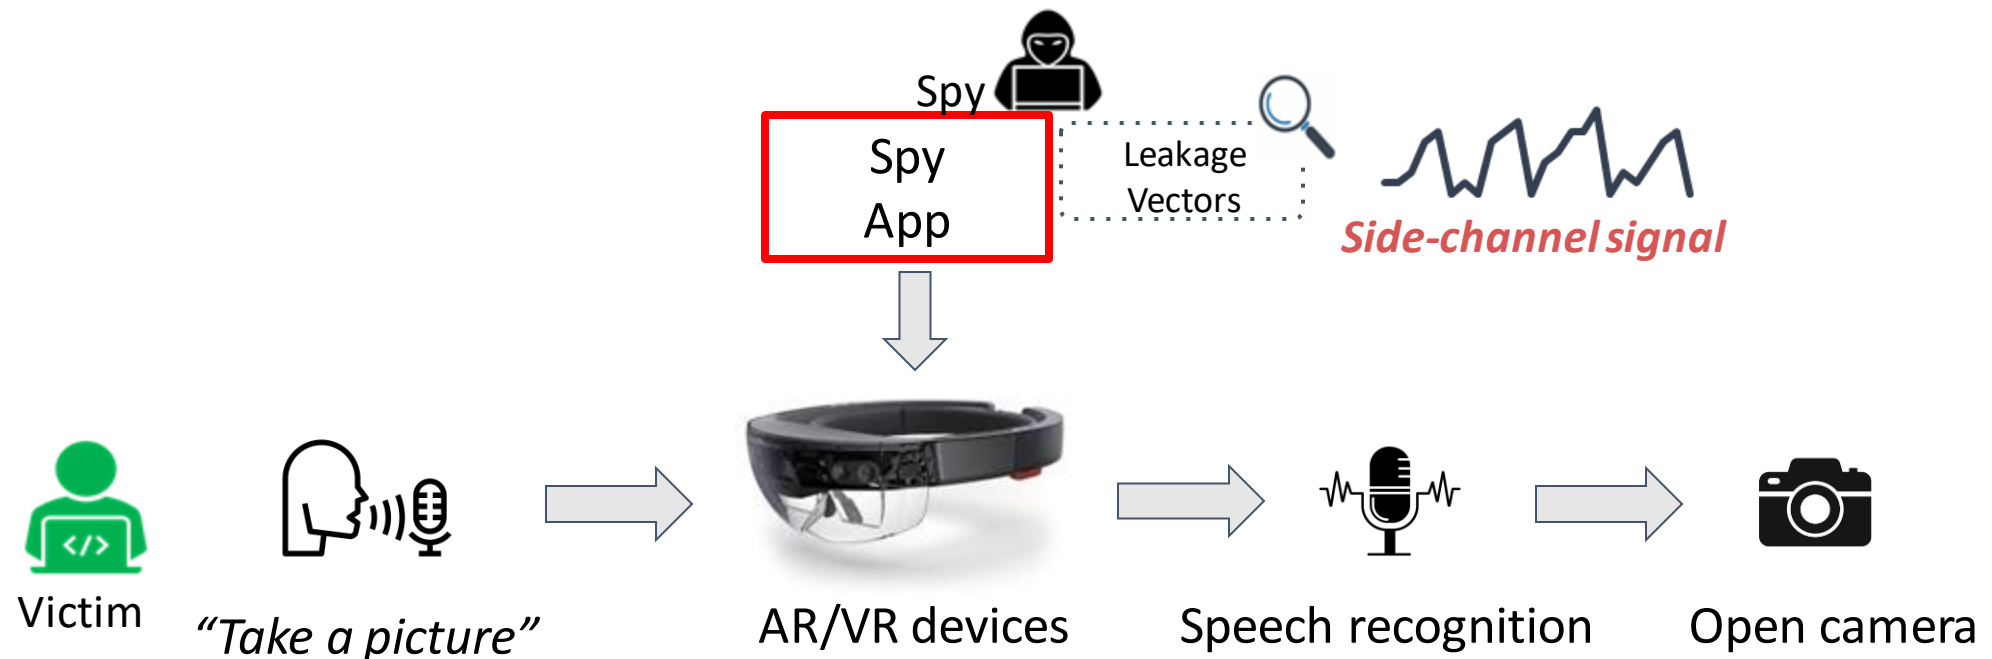 Spy
Spy
App
Leakage
Vectors
Side-channel signal
</>
Victim
“Take a picture”
AR/VR devices
Speech recognition
Open camera